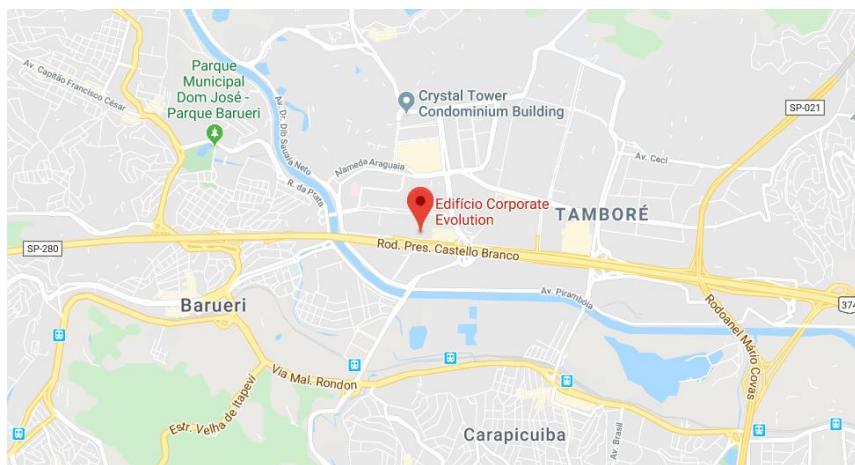 Parque
Municipal
Dom José -
Parque Barueri
Av. Capitão Francisco César
Av. Dr. Dib Sauaia Neto
Crystal Tower
Condominium Building
SP-021
Av. Ceci
Alameda Araguaia
R. da Prata
Edifício Corporate
Evolution
TAMBORÉ
SP-280
Rod. Pres. Castello Branco
Av. Pirambóia
Barueri
374
Rodoanel Mário Covas
Via Mal. Rondon
Estr. Velha de Itapevi
Carapicuiba
Av. Brasil